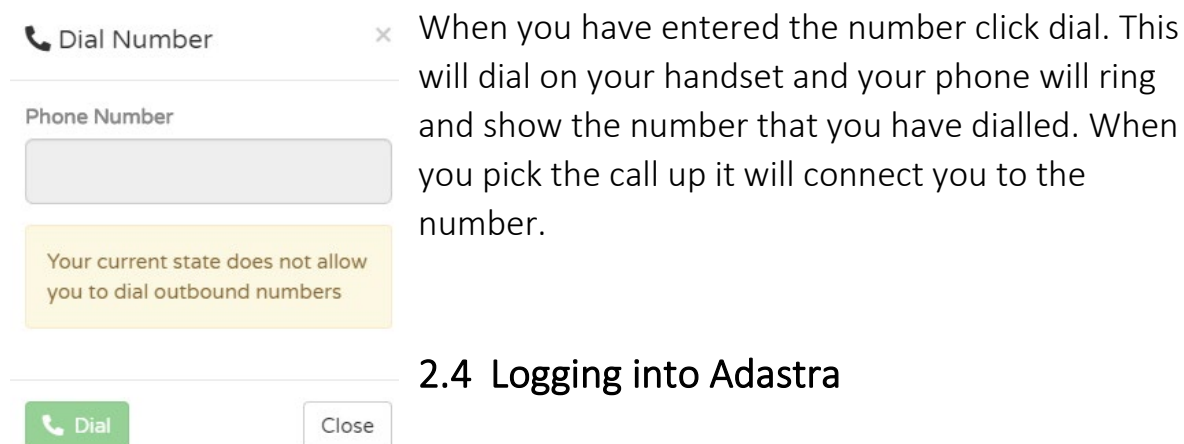 Dial Number ×
Phone Number
Your current state does not allow
you to dial outbound numbers
Dial
Close
When you have entered the number click dial. This
will dial on your handset and your phone will ring
and show the number that you have dialled. When
you pick the call up it will connect you to the
number.
2.4 Logging into Adastra